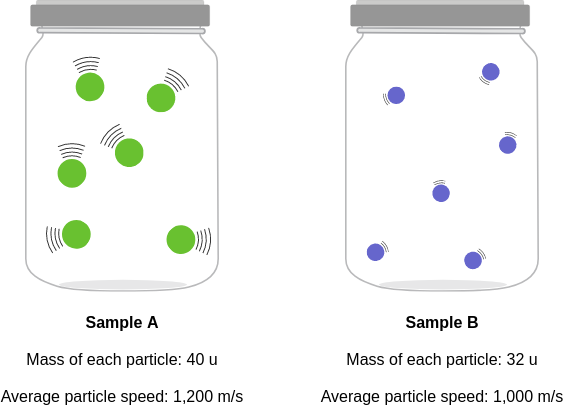 Sample A
Mass of each particle: 40 u
Average particle speed: 1,200 m/s
Sample B
Mass of each particle: 32 u
Average particle speed: 1,000 m/s